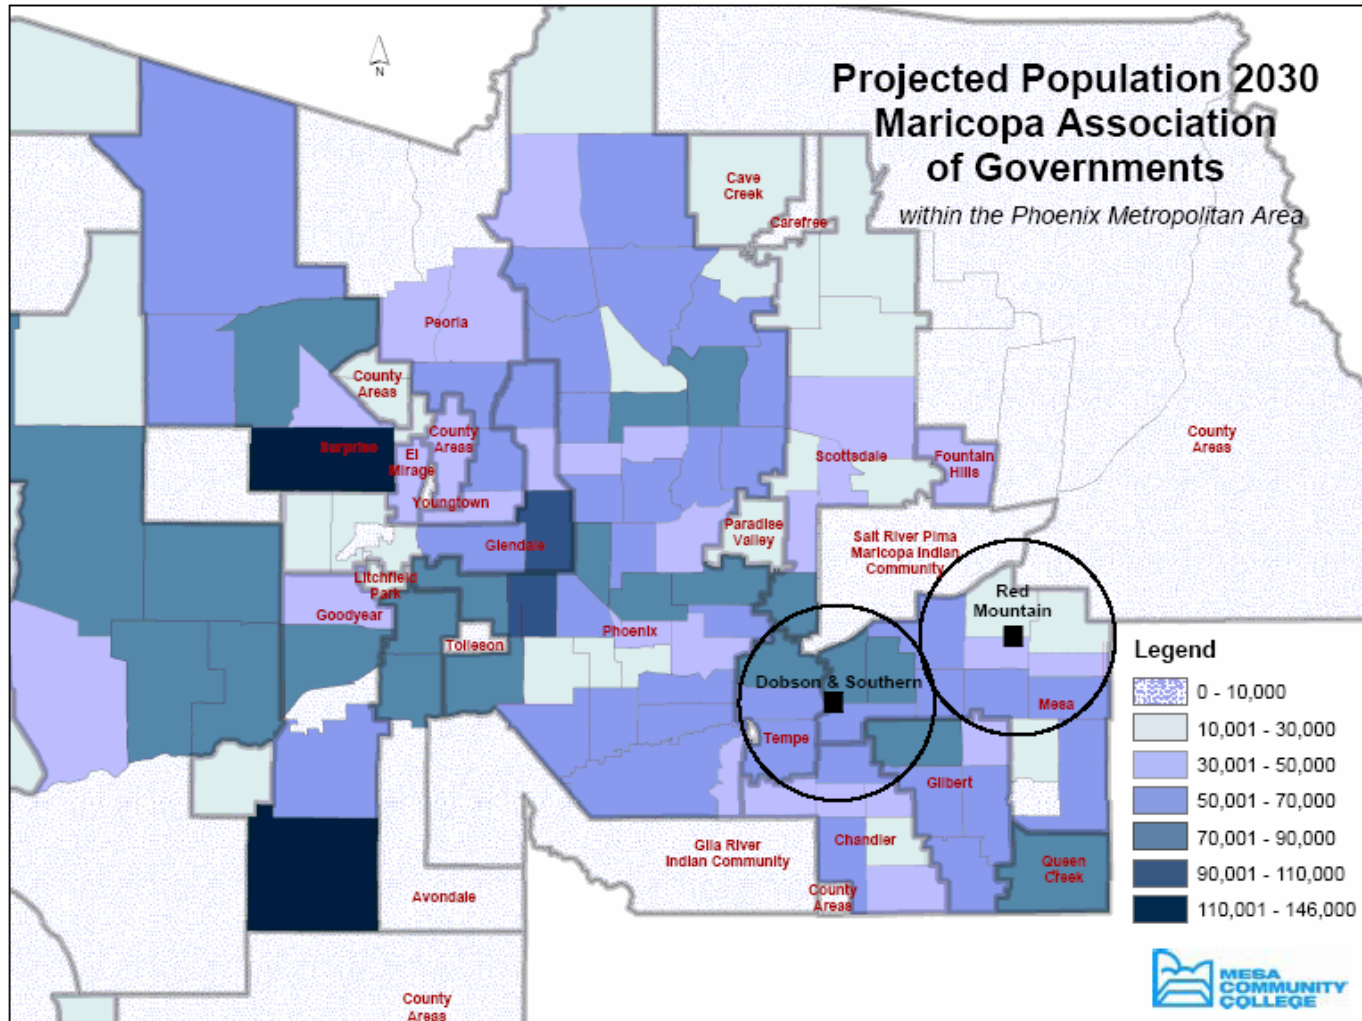 Projected Population 2030
Maricopa Association
of Governments
within the Phoenix Metropolitan Area
N
Cave
Creek
Carefree
Peoria
County
Areas
County
Areas
Surprise
El
Mirage
Youngtown
Scottsdale
Fountain
Hills
County
Areas
Glendale
Paradise
Valley
Salt River Pima
Maricopa Indian
Community
Litchfield
Park
Goodyear
Red
Mountain
Phoenix
Tolleson
Dobson & Southern
Mesa
Tempe
Gilbert
Chandler
Gila River
Indian Community
Queen
Creek
County
Areas
Avondale
County
Areas
Legend
0 - 10,000
10,001 - 30,000
30,001 - 50,000
50,001 - 70,000
70,001 - 90,000
90,001 - 110,000
110,001 - 146,000
MESA
COMMUNITY
COLLEGE